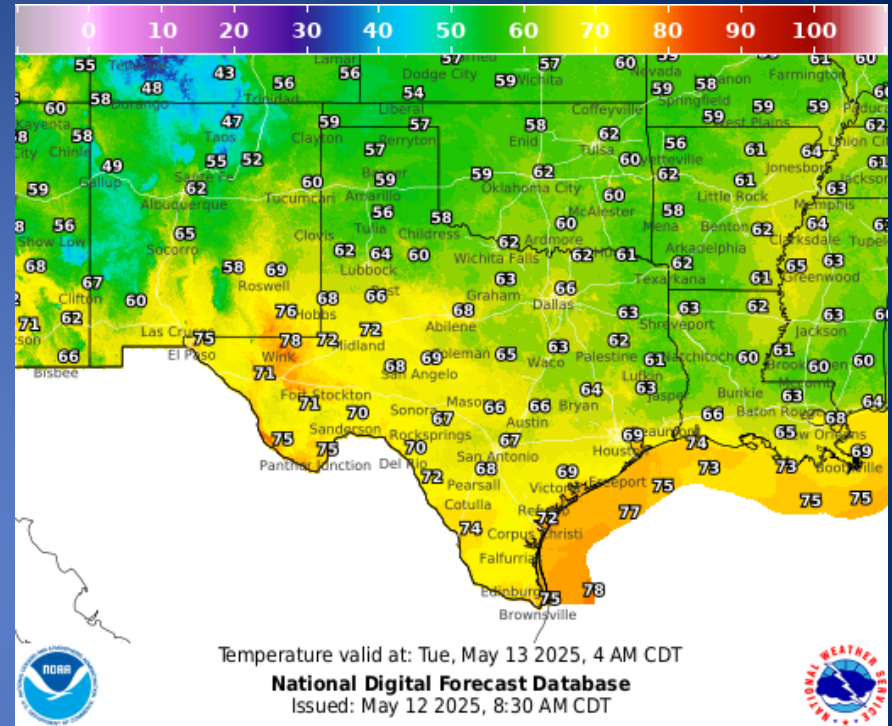 0 10 20 30 40 50 60 70 80 90 100
55 43 56 Lamar 56 57 57 60 59 61 60
48 Dodge City 59 Wichita Nevada 58 Farmington
60 58 Durango Trinidad 54 Liberal Coffeyville 59 Springfield 59 59
Kayenta 47 59 57 58 62 59 West Plains 62
58 Chinle Taos Clayton Perryton Enid Tulsa 56 61 64 Union City
49 55 52 57 60 Jonesboro 61
Gallup Santa Fe 60 59 59 62 62 61 63 Jackson
59 62 Tucumcari Amarillo Oklahoma City 60 Little Rock Memphis
56 Albuquerque 56 58 McAlester 58 64
Show Low 65 Clovis Tulia Childress 60 Mena Benton 62 Clarksdale
Socorro 62 64 60 62 Ardmore 62 61 Arkadelphia 63
68 58 69 Lubbock Wichita Falls 62 61 65 Greenwood
67 Roswell 63 Texarkana
Clifton 60 68 66 Graham 66
62 76 Hobbs 68 Dallas 63 63 62 63
71 Las Cruces 72 Abilene Shreveport Jackson
75 78 72 Midland 63 62
66 El Paso Wink 69 Coleman 65 Waco Palestine 61 Natchitoches 60 61 60 60
Bisbee 71 68 San Angelo Lufkin McComb
Fort Stockton 64 63 Jasper Bunkie 63
71 70 Sonora Mason 66 66 Bryan 66 Baton Rouge 64
Sanderson 67 Austin 68
75 Rocksprings 67 69 Beaumont 74 65 New Orleans
75 70 San Antonio Houston 69
Panther Junction Del Rio 68 69 73 73 Boothville
72 Pearsall Victoria Freeport 75 75 75
Cotulla Refugio 72 77
74 Corpus Christi
Falfurrias
Edinburg 75 78
Brownsville
Temperature valid at: Tue, May 13 2025, 4 AM CDT
National Digital Forecast Database
Issued: May 12 2025, 8:30 AM CDT
NOAA
NATIONAL WEATHER SERVICE